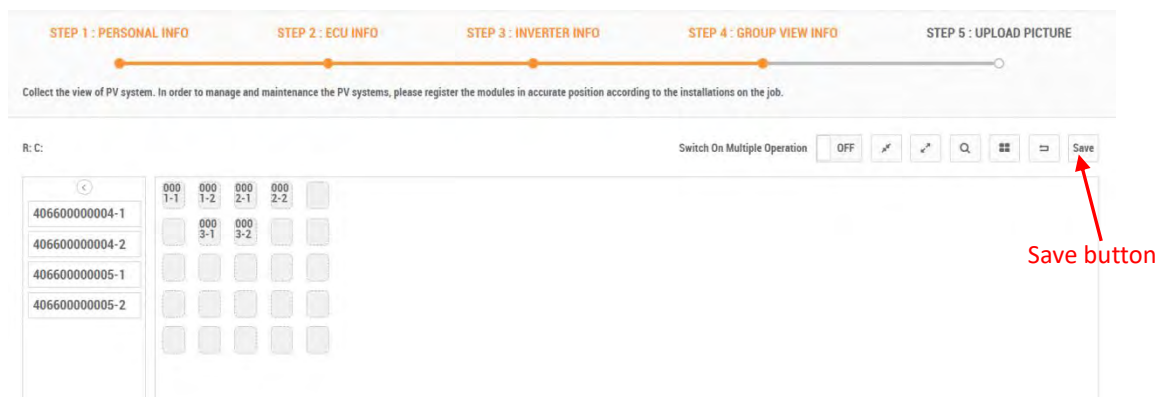 STEP 1 : PERSONAL INFO STEP 2 : ECU INFO STEP 3 : INVERTER INFO STEP 4 : GROUP VIEW INFO STEP 5 : UPLOAD PICTURE
Collect the view of PV system. In order to manage and maintenance the PV systems, please register the modules in accurate position according to the installations on the job.
R: C: Switch On Multiple Operation OFF Save
000 000 000 000
1-1 1-2 2-1 2-2
406600000004-1
000 000
3-1 3-2
406600000004-2
406600000005-1
406600000005-2
Save button